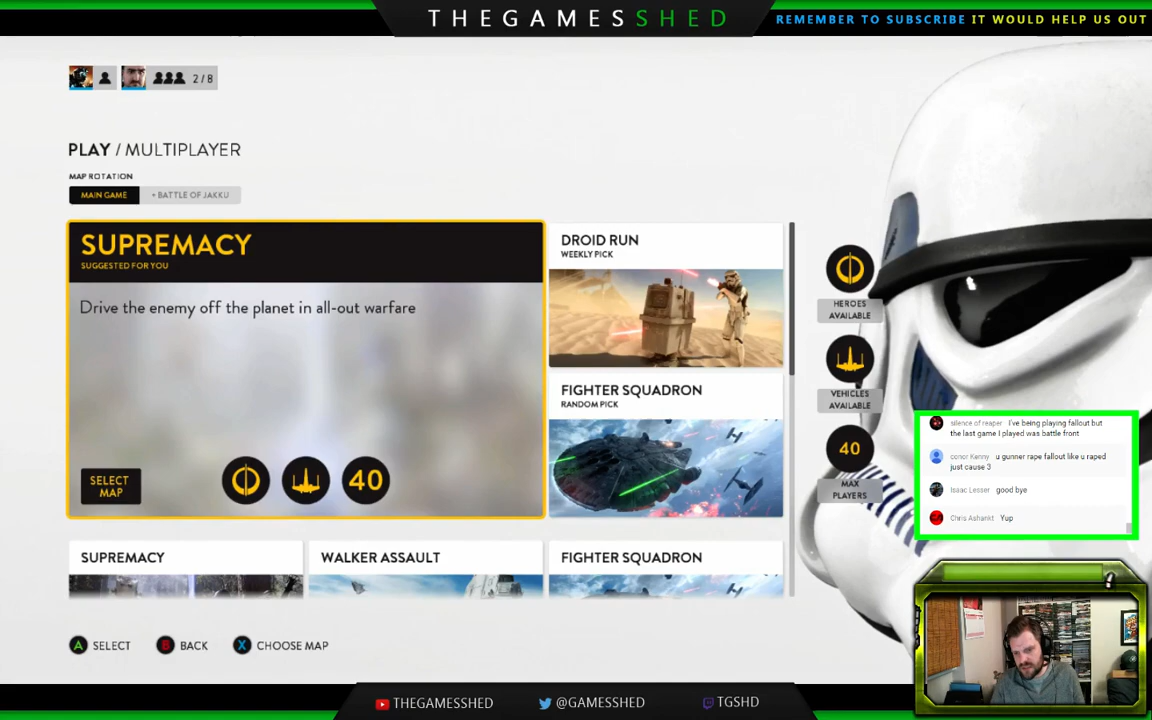 THEGAMESSHED
REMEMBER TO SUBSCRIBE IT WOULD HELP US OUT
2/8
PLAY / MULTIPLAYER
MAP ROTATION
MAIN GAME
+ BATTLE OF JAKKU
SUPREMACY
SUGGESTED FOR YOU
Drive the enemy off the planet in all-out warfare
SELECT
MAP
40
DROID RUN
WEEKLY PICK
FIGHTER SQUADRON
RANDOM PICK
HEROES
AVAILABLE
VEHICLES
AVAILABLE
40
MAX
PLAYERS
SUPREMACY
WALKER ASSAULT
FIGHTER SQUADRON
silence of reaper I've being playing fallout but
the last game I played was battle front
conor Kenny u gunner rape fallout like u raped
just cause 3
Isaac Lesser good bye
Chris Ashankt Yup
A SELECT
B BACK
X CHOOSE MAP
THEGAMESSHED
@GAMESSHED
TGSHD